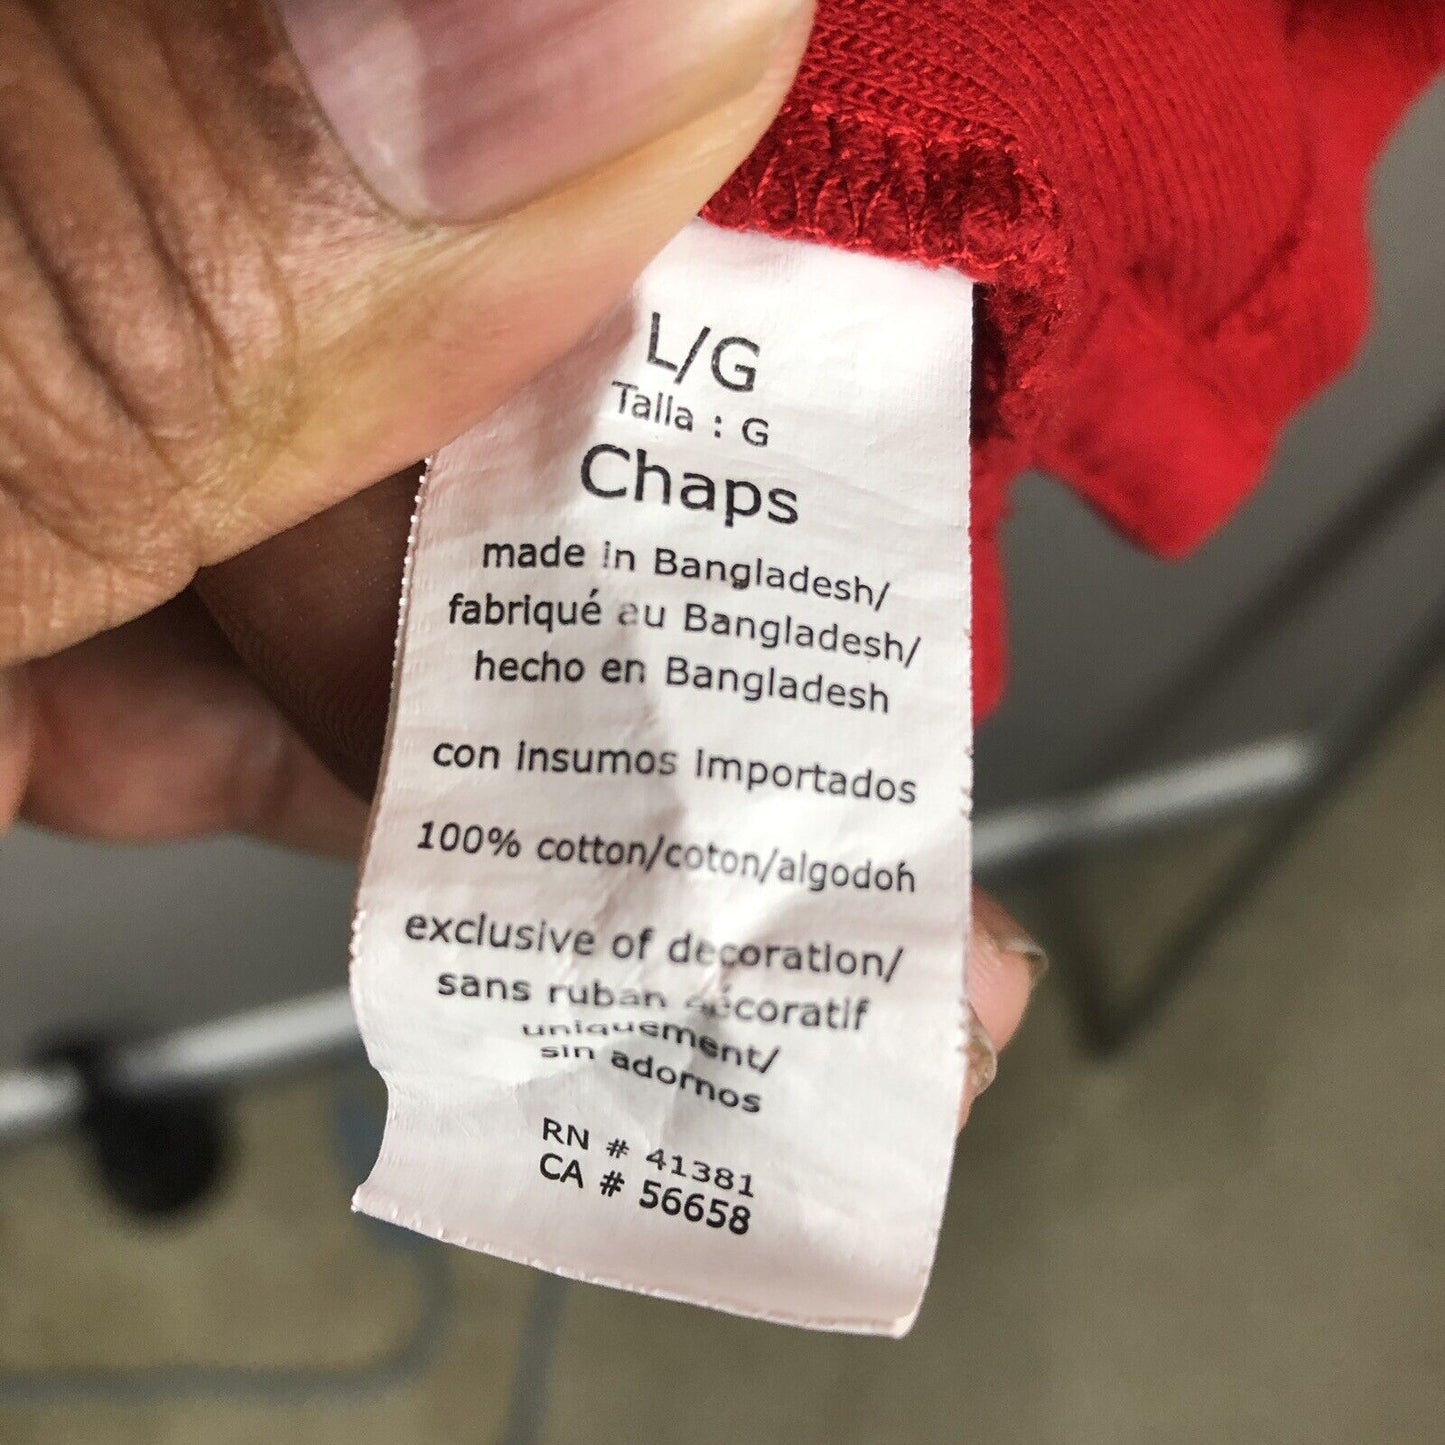 L/G
Talla : G
Chaps
made in Bangladesh/
fabriqué au Bangladesh/
hecho en Bangladesh
con insumos importados
100% cotton/coton/algodoń
exclusive of decoration/
sans ruban décoratif
uniquement/
sin adornos
RN # 41381
CA # 56658